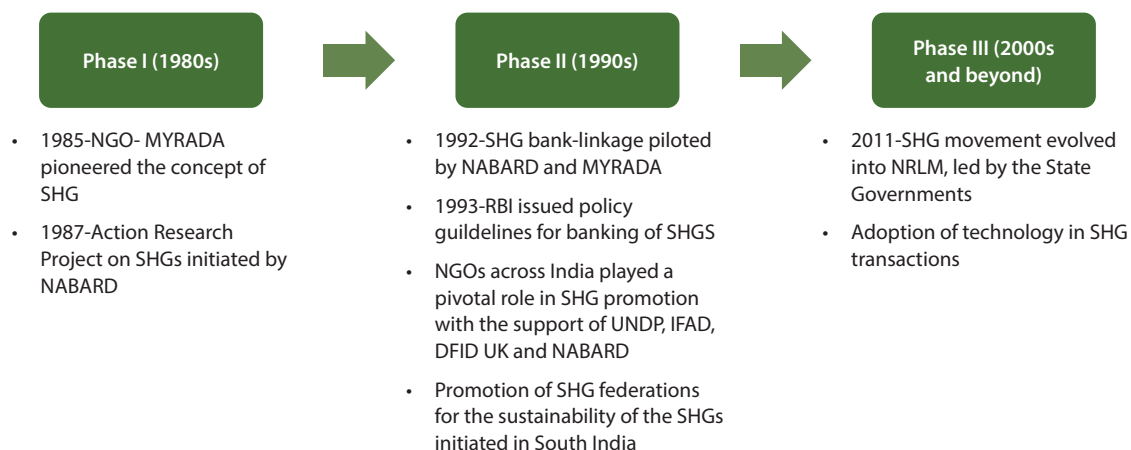 Phase I (1980s)
• 1985-NGO- MYRADA
pioneered the concept of
SHG
• 1987-Action Research
Project on SHGs initiated by
NABARD
Phase II (1990s)
• 1992-SHG bank-linkage piloted
by NABARD and MYRADA
• 1993-RBI issued policy
guildelines for banking of SHGS
• NGOs across India played a
pivotal role in SHG promotion
with the support of UNDP, IFAD,
DFID UK and NABARD
• Promotion of SHG federations
for the sustainability of the SHGs
initiated in South India
Phase III (2000s
and beyond)
• 2011-SHG movement evolved
into NRLM, led by the State
Governments
• Adoption of technology in SHG
transactions